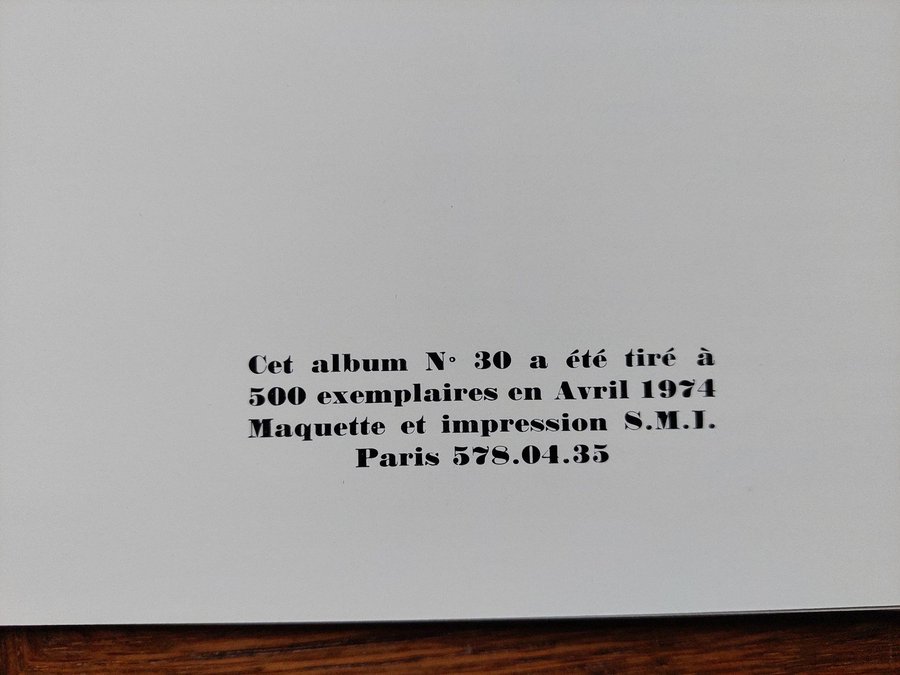 Cet album N° 30 a été tiré à
500 exemplaires en Avril 1974
Maquette et impression S.M.I.
Paris 578.04.35